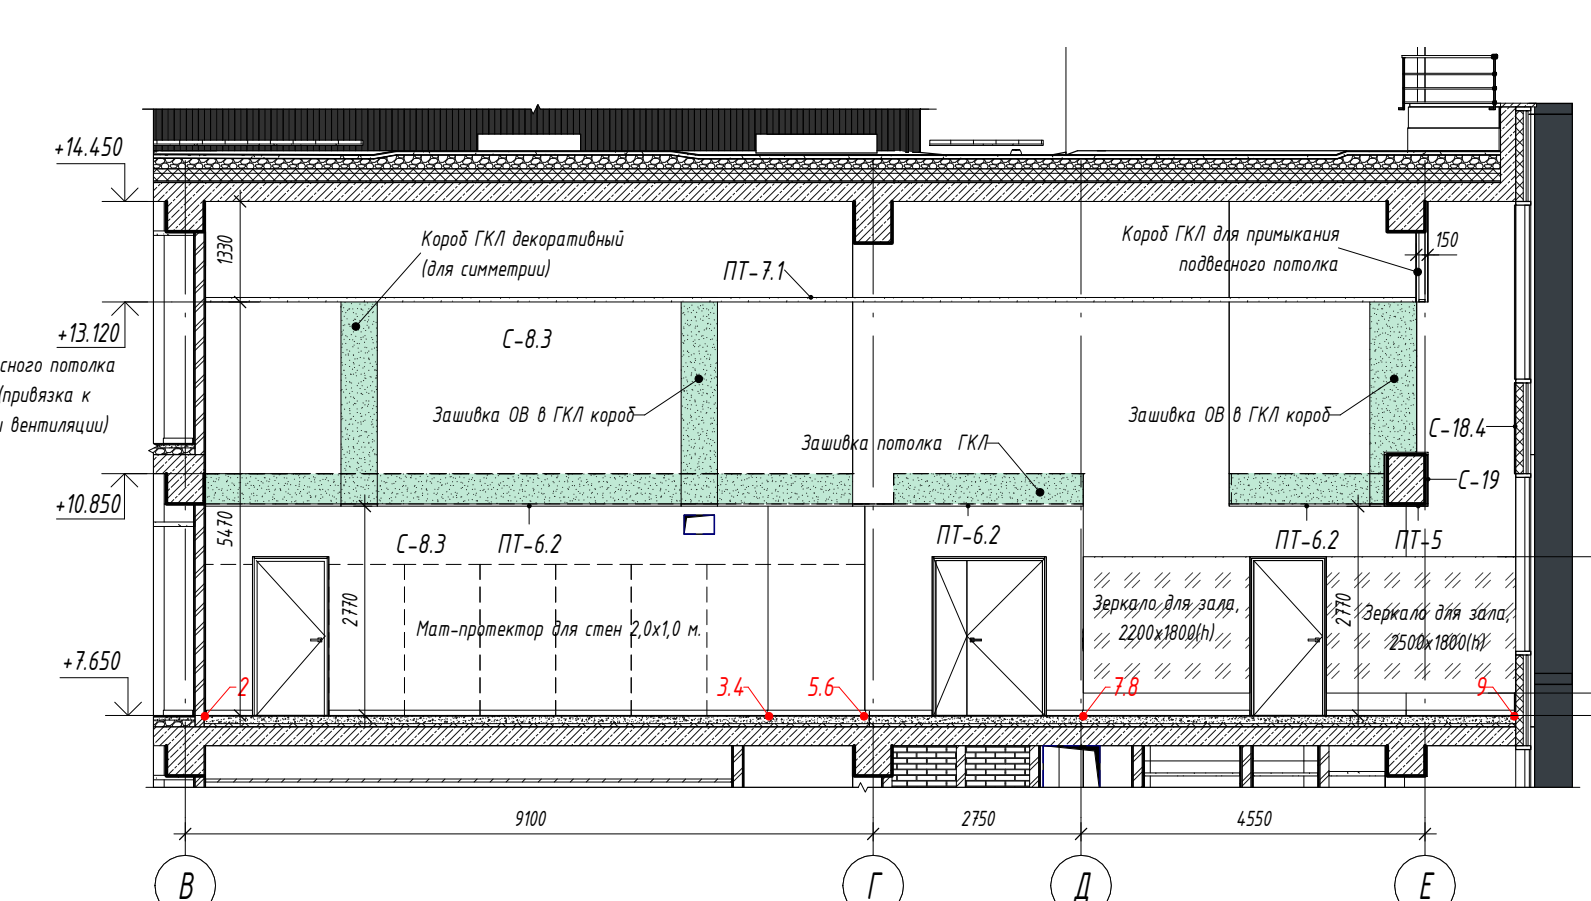 +14.450
1330
Короб ГКЛ декоративный
(для симметрии)
ПТ-7.1
Короб ГКЛ для примыкания
подвесного потолка
150
+13.120
сного потолка
(привязка к
и вентиляции)
С-8.3
Зашивка ОВ в ГКЛ короб
Зашивка ОВ в ГКЛ короб
Зашивка потолка ГКЛ
С-18.4
С-19
+10.850
5470
С-8.3
ПТ-6.2
ПТ-6.2
ПТ-6.2
ПТ-5
2770
2770
Мат-протектор для стен 2,0х1,0 м.
Зеркало для зала,
2200х1800(h)
Зеркало для зала,
2500х1800(h)
+7.650
2
3.4
5.6
7.8
9
9100
2750
4550
В
Г
Д
Е